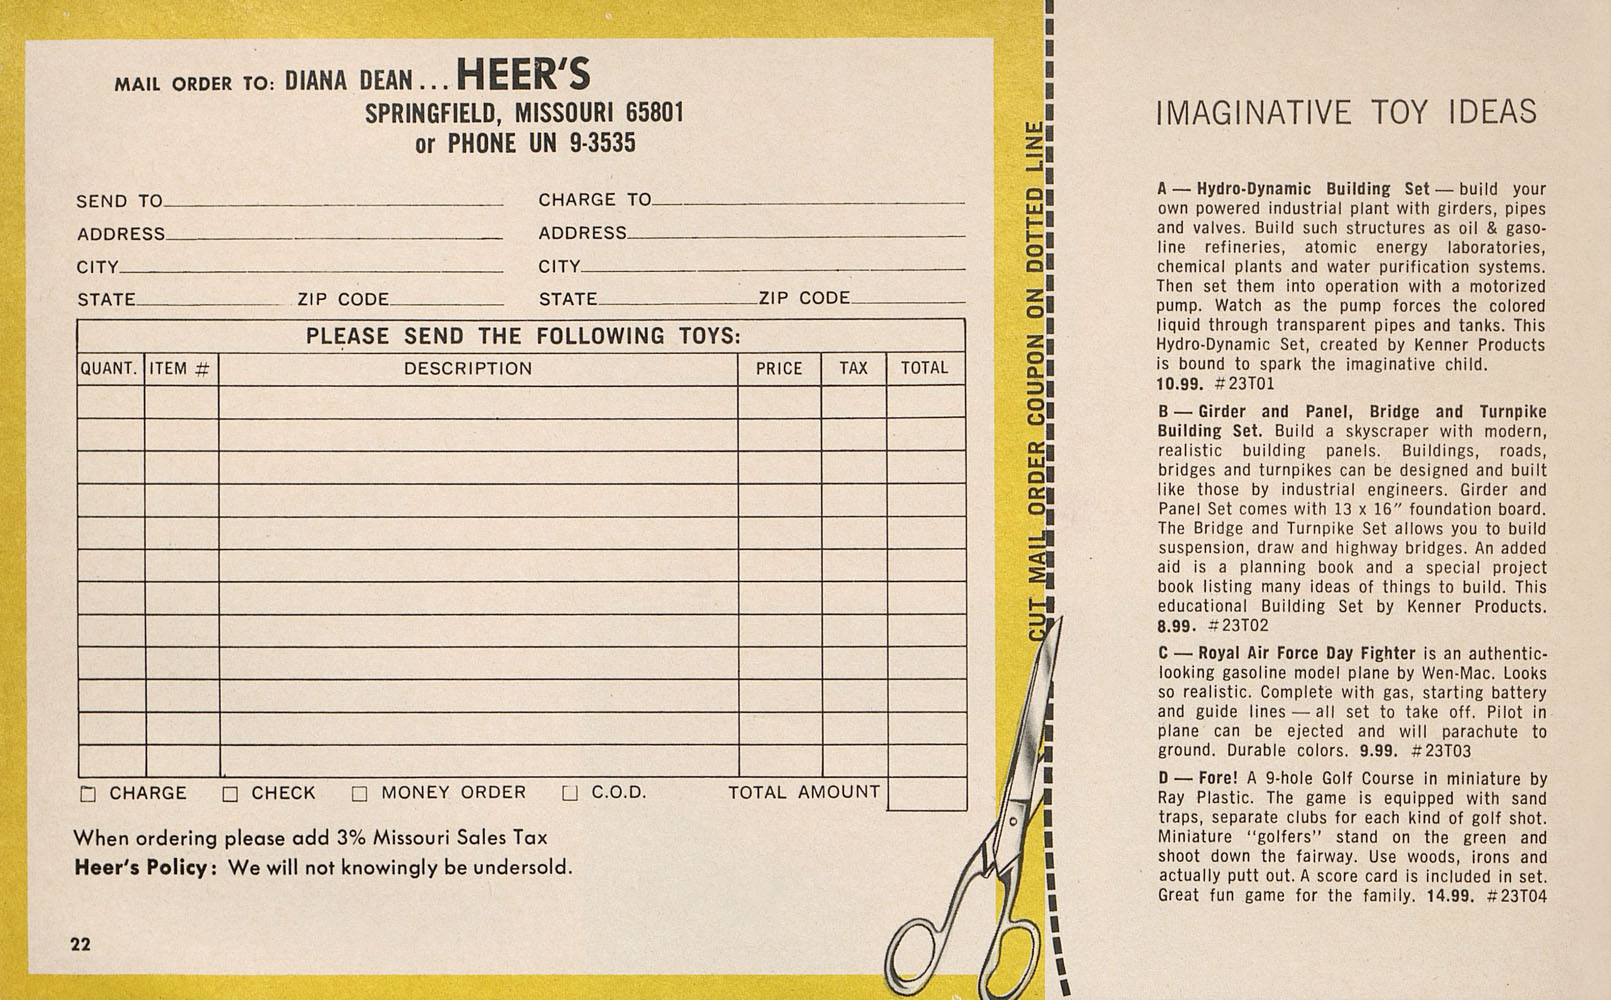 MAIL ORDER TO: DIANA DEAN... HEER'S
SPRINGFIELD, MISSOURI 65801
or PHONE UN 9-3535
SEND TO
ADDRESS
CITY
STATE ZIP CODE
CHARGE TO
ADDRESS
CITY
STATE ZIP CODE
PLEASE SEND THE FOLLOWING TOYS:
QUANT. ITEM # DESCRIPTION PRICE TAX TOTAL
CHARGE CHECK MONEY ORDER C.O.D. TOTAL AMOUNT
When ordering please add 3% Missouri Sales Tax
Heer's Policy: We will not knowingly be undersold.
22
CUT MAIL ORDER COUPON ON DOTTED LINE
IMAGINATIVE TOY IDEAS
A — Hydro-Dynamic Building Set — build your
own powered industrial plant with girders, pipes
and valves. Build such structures as oil & gaso-
line refineries, atomic energy laboratories,
chemical plants and water purification systems.
Then set them into operation with a motorized
pump. Watch as the pump forces the colored
liquid through transparent pipes and tanks. This
Hydro-Dynamic Set, created by Kenner Products
is bound to spark the imaginative child.
10.99. #23T01
B — Girder and Panel, Bridge and Turnpike
Building Set. Build a skyscraper with modern,
realistic building panels. Buildings, roads,
bridges and turnpikes can be designed and built
like those by industrial engineers. Girder and
Panel Set comes with 13 x 16" foundation board.
The Bridge and Turnpike Set allows you to build
suspension, draw and highway bridges. An added
aid is a planning book and a special project
book listing many ideas of things to build. This
educational Building Set by Kenner Products.
8.99. #23T02
C — Royal Air Force Day Fighter is an authentic-
looking gasoline model plane by Wen-Mac. Looks
so realistic. Complete with gas, starting battery
and guide lines — all set to take off. Pilot in
plane can be ejected and will parachute to
ground. Durable colors. 9.99. #23T03
D — Fore! A 9-hole Golf Course in miniature by
Ray Plastic. The game is equipped with sand
traps, separate clubs for each kind of golf shot.
Miniature "golfers" stand on the green and
shoot down the fairway. Use woods, irons and
actually putt out. A score card is included in set.
Great fun game for the family. 14.99. #23T04